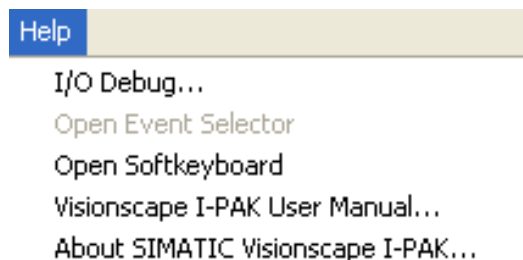 Help
I/O Debug...
Open Event Selector
Open Softkeyboard
Visionscape I-PAK User Manual...
About SIMATIC Visionscape I-PAK...